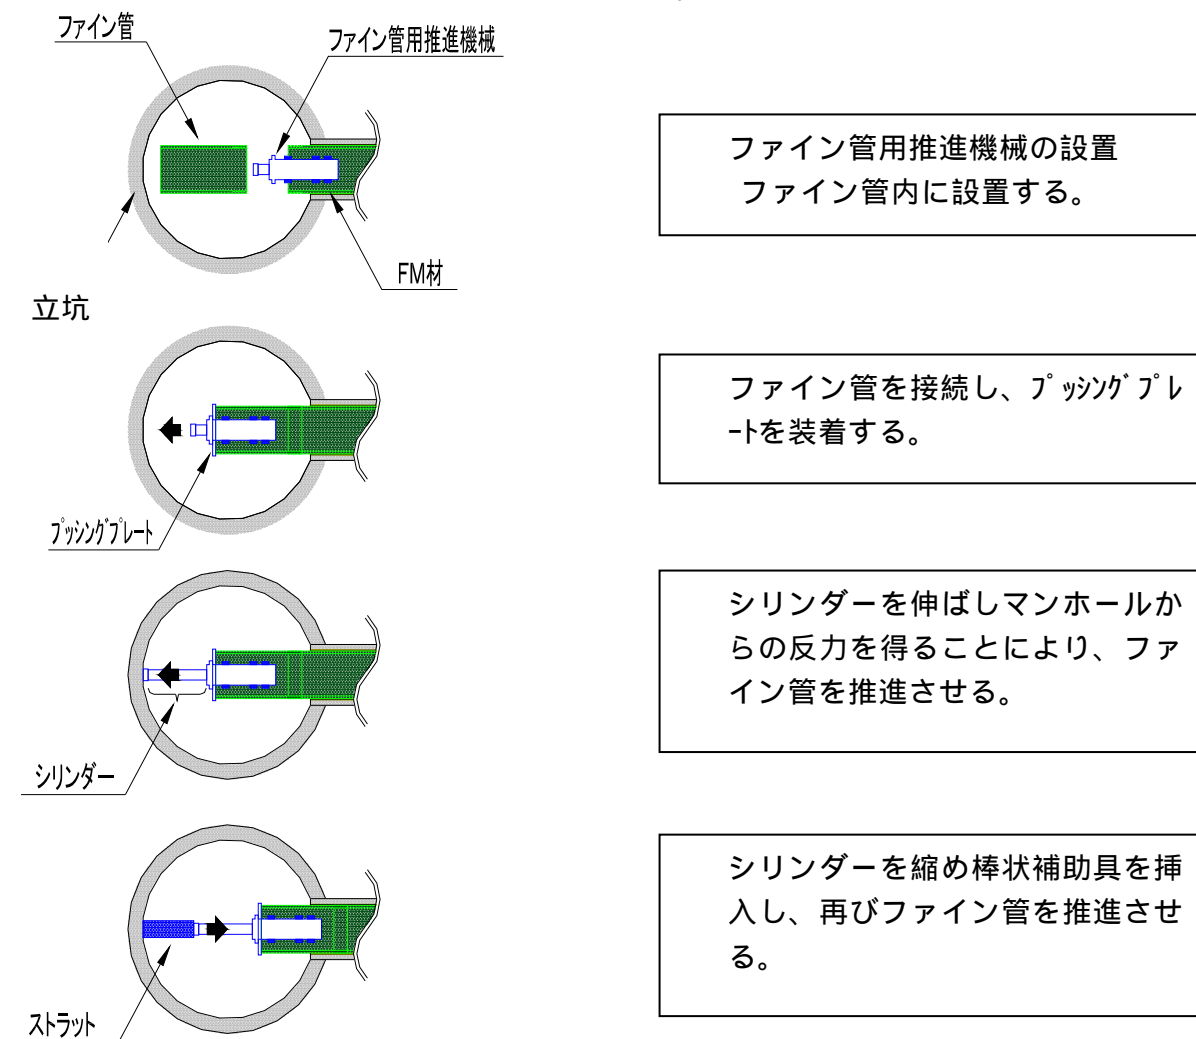 ファイン管
ファイン管用推進機械
FM材
立坑
ファイン管用推進機械の設置
ファイン管内に設置する。
ﾌﾟｯｼﾝｸﾞﾌﾟﾚｰﾄ
ファイン管を接続し、ﾌﾟｯｼﾝｸﾞﾌﾟﾚ
ｰﾄを装着する。
シリンダー
シリンダーを伸ばしマンホールか
らの反力を得ることにより、ファ
イン管を推進させる。
ストラット
シリンダーを縮め棒状補助具を挿
入し、再びファイン管を推進させ
る。